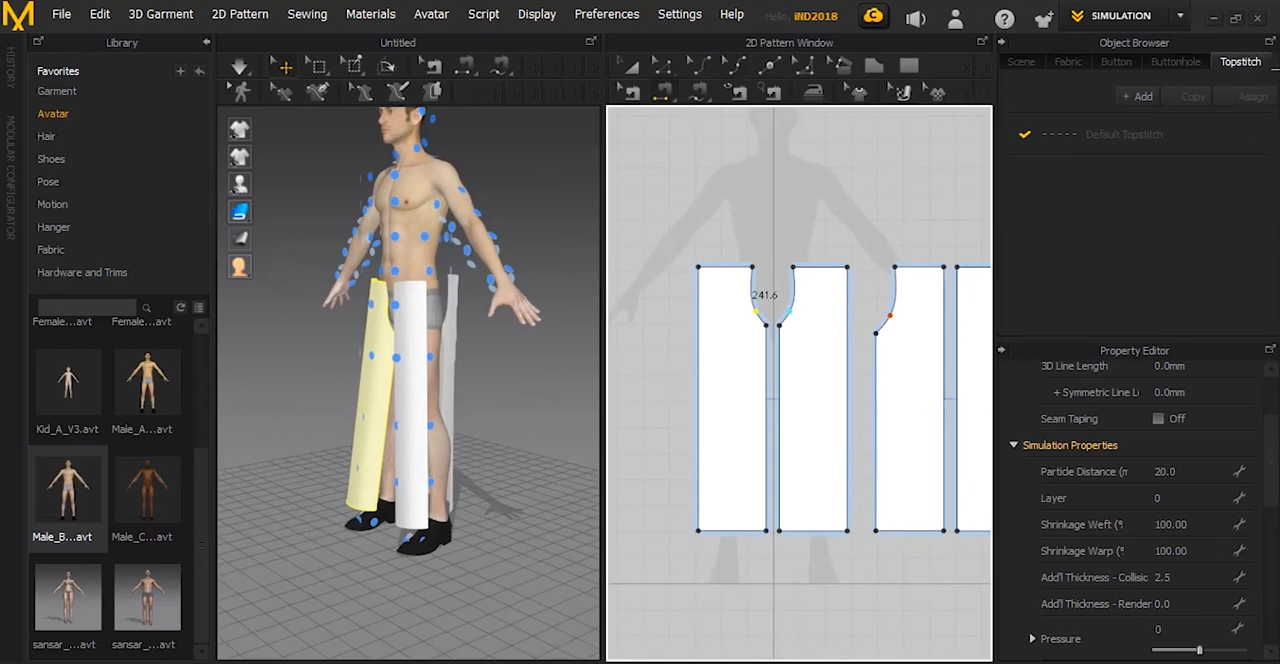 File Edit 3D Garment 2D Pattern Sewing Materials Avatar Script Display Preferences Settings Help Hello, iND2018 SIMULATION
HISTORY
MODULAR CONFIGURATOR
Library
Favorites
Garment
Avatar
Hair
Shoes
Pose
Motion
Hanger
Fabric
Hardware and Trims
Female...avt Female...avt
Kid_A_V3.avt Male_A...avt
Male_B...avt Male_C...avt
sansar_...avt sansar_...avt
Untitled
2D Pattern Window
241.6
Object Browser
Scene Fabric Button Buttonhole Topstitch
+ Add Copy Assign
Default Topstitch
Property Editor
3D Line Length 0.0mm
+ Symmetric Line L 0.0mm
Seam Taping Off
Simulation Properties
Particle Distance (m 20.0
Layer 0
Shrinkage Weft (% 100.00
Shrinkage Warp (% 100.00
Add'l Thickness - Collisic 2.5
Add'l Thickness - Render 0.0
Pressure 0